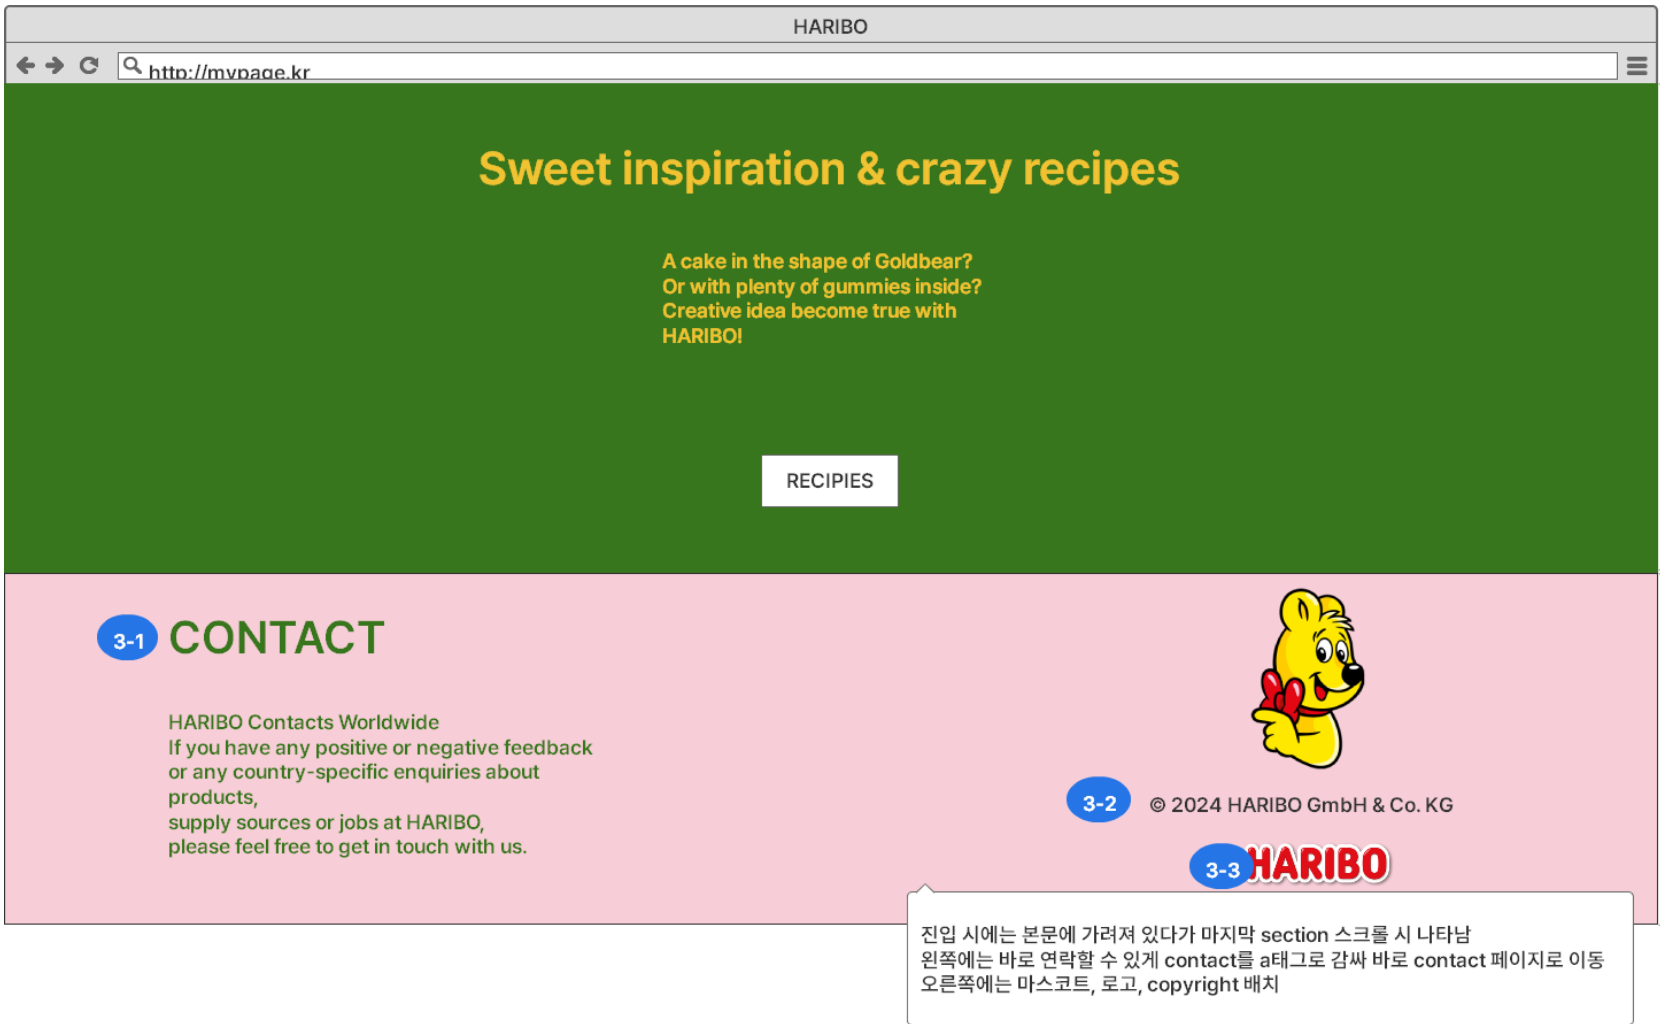 HARIBO
http://mypage.kr
Sweet inspiration & crazy recipes
A cake in the shape of Goldbear?
Or with plenty of gummies inside?
Creative idea become true with
HARIBO!
RECIPIES
3-1
CONTACT
HARIBO Contacts Worldwide
If you have any positive or negative feedback
or any country-specific enquiries about
products,
supply sources or jobs at HARIBO,
please feel free to get in touch with us.
3-2
© 2024 HARIBO GmbH & Co. KG
3-3
HARIBO
진입 시에는 본문에 가려져 있다가 마지막 section 스크롤 시 나타남
왼쪽에는 바로 연락할 수 있게 contact를 a태그로 감싸 바로 contact 페이지로 이동
오른쪽에는 마스코트, 로고, copyright 배치